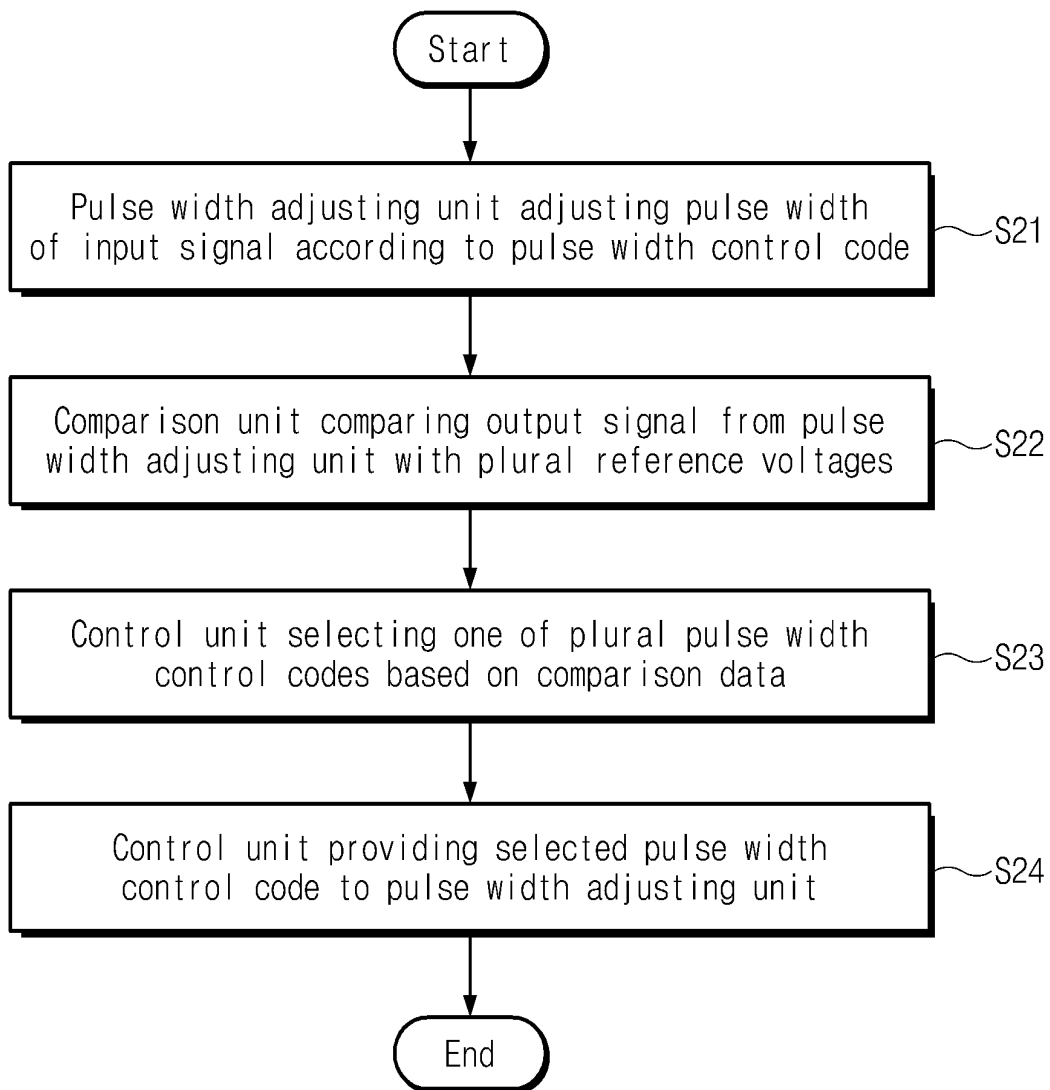 Start
Pulse width adjusting unit adjusting pulse width
of input signal according to pulse width control code
S21
Comparison unit comparing output signal from pulse
width adjusting unit with plural reference voltages
S22
Control unit selecting one of plural pulse width
control codes based on comparison data
S23
Control unit providing selected pulse width
control code to pulse width adjusting unit
S24
End